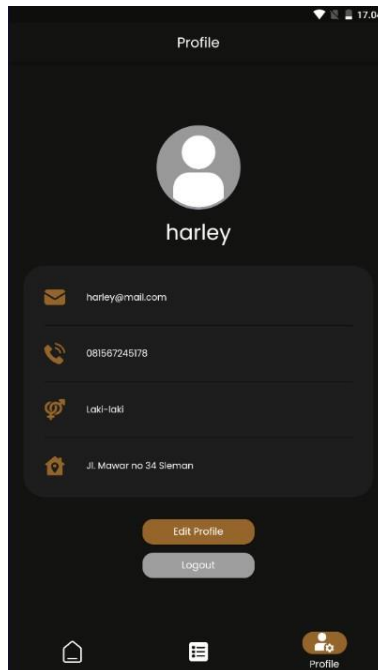 17.04
Profile
harley
harley@mail.com
081567245178
Laki-laki
Jl. Mawar no 34 Sleman
Edit Profile
Logout
Profile